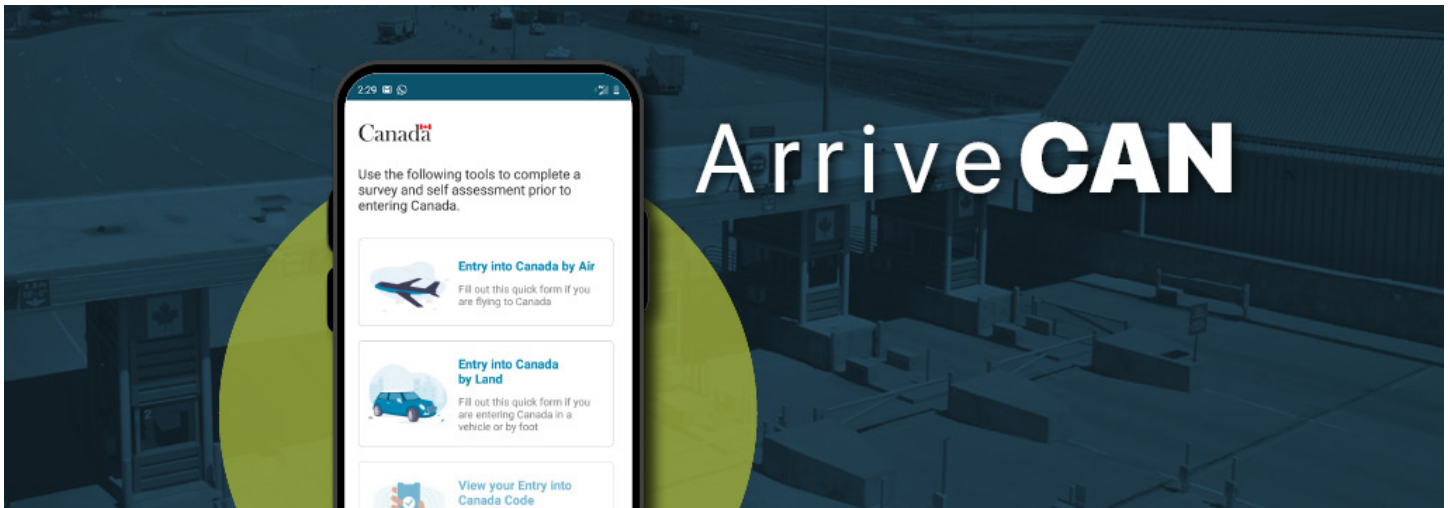 2:29
Canada
Use the following tools to complete a
survey and self assessment prior to
entering Canada.
Entry into Canada by Air
Fill out this quick form if you
are flying to Canada
Entry into Canada
by Land
Fill out this quick form if you
are entering Canada in a
vehicle or by foot
View your Entry into
Canada Code
ArriveCAN
2